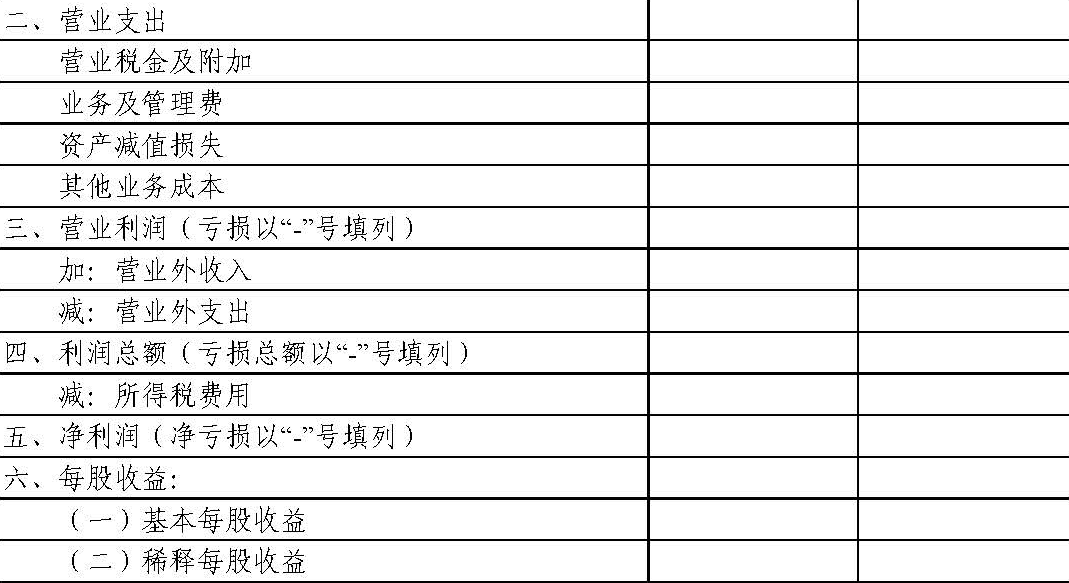 二、营业支出
营业税金及附加
业务及管理费
资产减值损失
其他业务成本
三、营业利润（亏损以“-”号填列）
加：营业外收入
减：营业外支出
四、利润总额（亏损总额以“-”号填列）
减：所得税费用
五、净利润（净亏损以“-”号填列）
六、每股收益：
（一）基本每股收益
（二）稀释每股收益